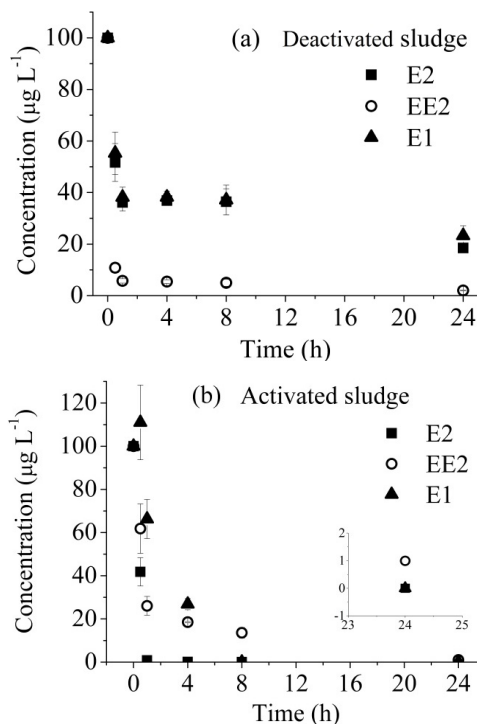 (a) Deactivated sludge
E2
EE2
E1
Concentration (µg L⁻¹)
100
80
60
40
20
0
0 4 8 12 16 20 24
Time (h)
(b) Activated sludge
E2
EE2
E1
Concentration (µg L⁻¹)
120
100
80
60
40
20
0
2
1
0
-1
23 24 25
0 4 8 12 16 20 24
Time (h)